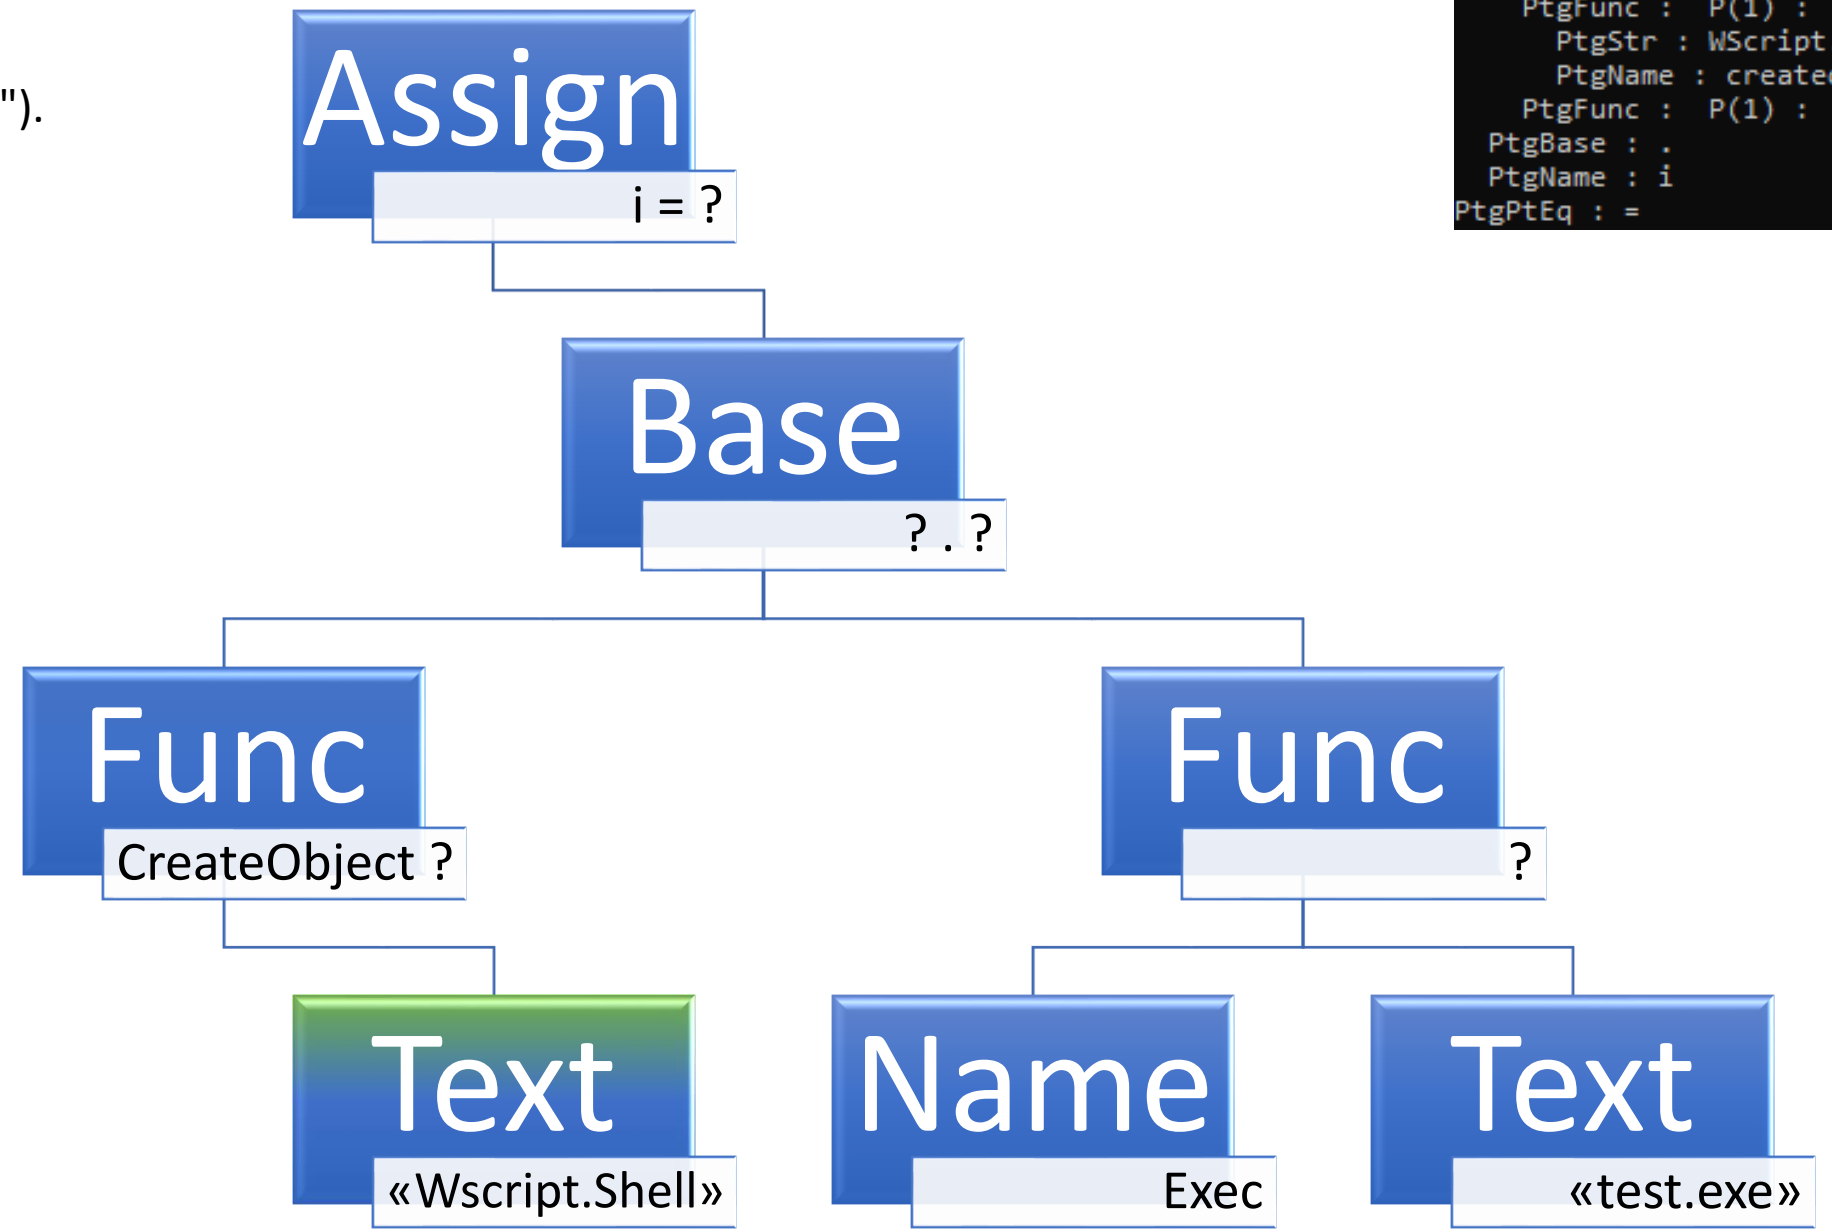 ").
Assign
i = ?
PtgFunc :  P(1) :
PtgStr : WScript
PtgName :
PtgFunc :  P(1) :
PtgBase : .
PtgName : i
PtgPtEq : =
Base
? . ?
Func
CreateObject ?
Func
?
Text
«Wscript.Shell»
Name
Exec
Text
«test.exe»